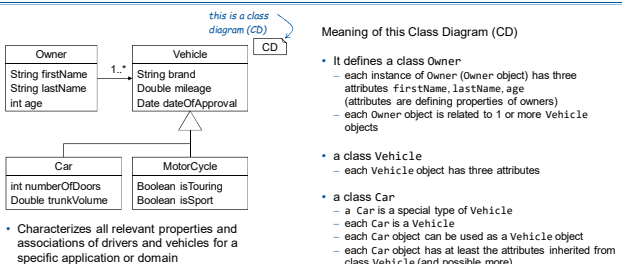 this is a class
diagram (CD)
CD
Owner
String firstName
String lastName
int age
1..*
Vehicle
String brand
Double mileage
Date dateOfApproval
Car
int numberOfDoors
Double trunkVolume
MotorCycle
Boolean isTouring
Boolean isSport
• Characterizes all relevant properties and
associations of drivers and vehicles for a
specific application or domain
Meaning of this Class Diagram (CD)
• It defines a class Owner
– each instance of Owner (Owner object) has three
attributes firstName, lastName, age
(attributes are defining properties of owners)
– each Owner object is related to 1 or more Vehicle
objects
• a class Vehicle
– each Vehicle object has three attributes
• a class Car
– a Car is a special type of Vehicle
– each Car is a Vehicle
– each Car object can be used as a Vehicle object
– each Car object has at least the attributes inherited from
class Vehicle (and possible more)